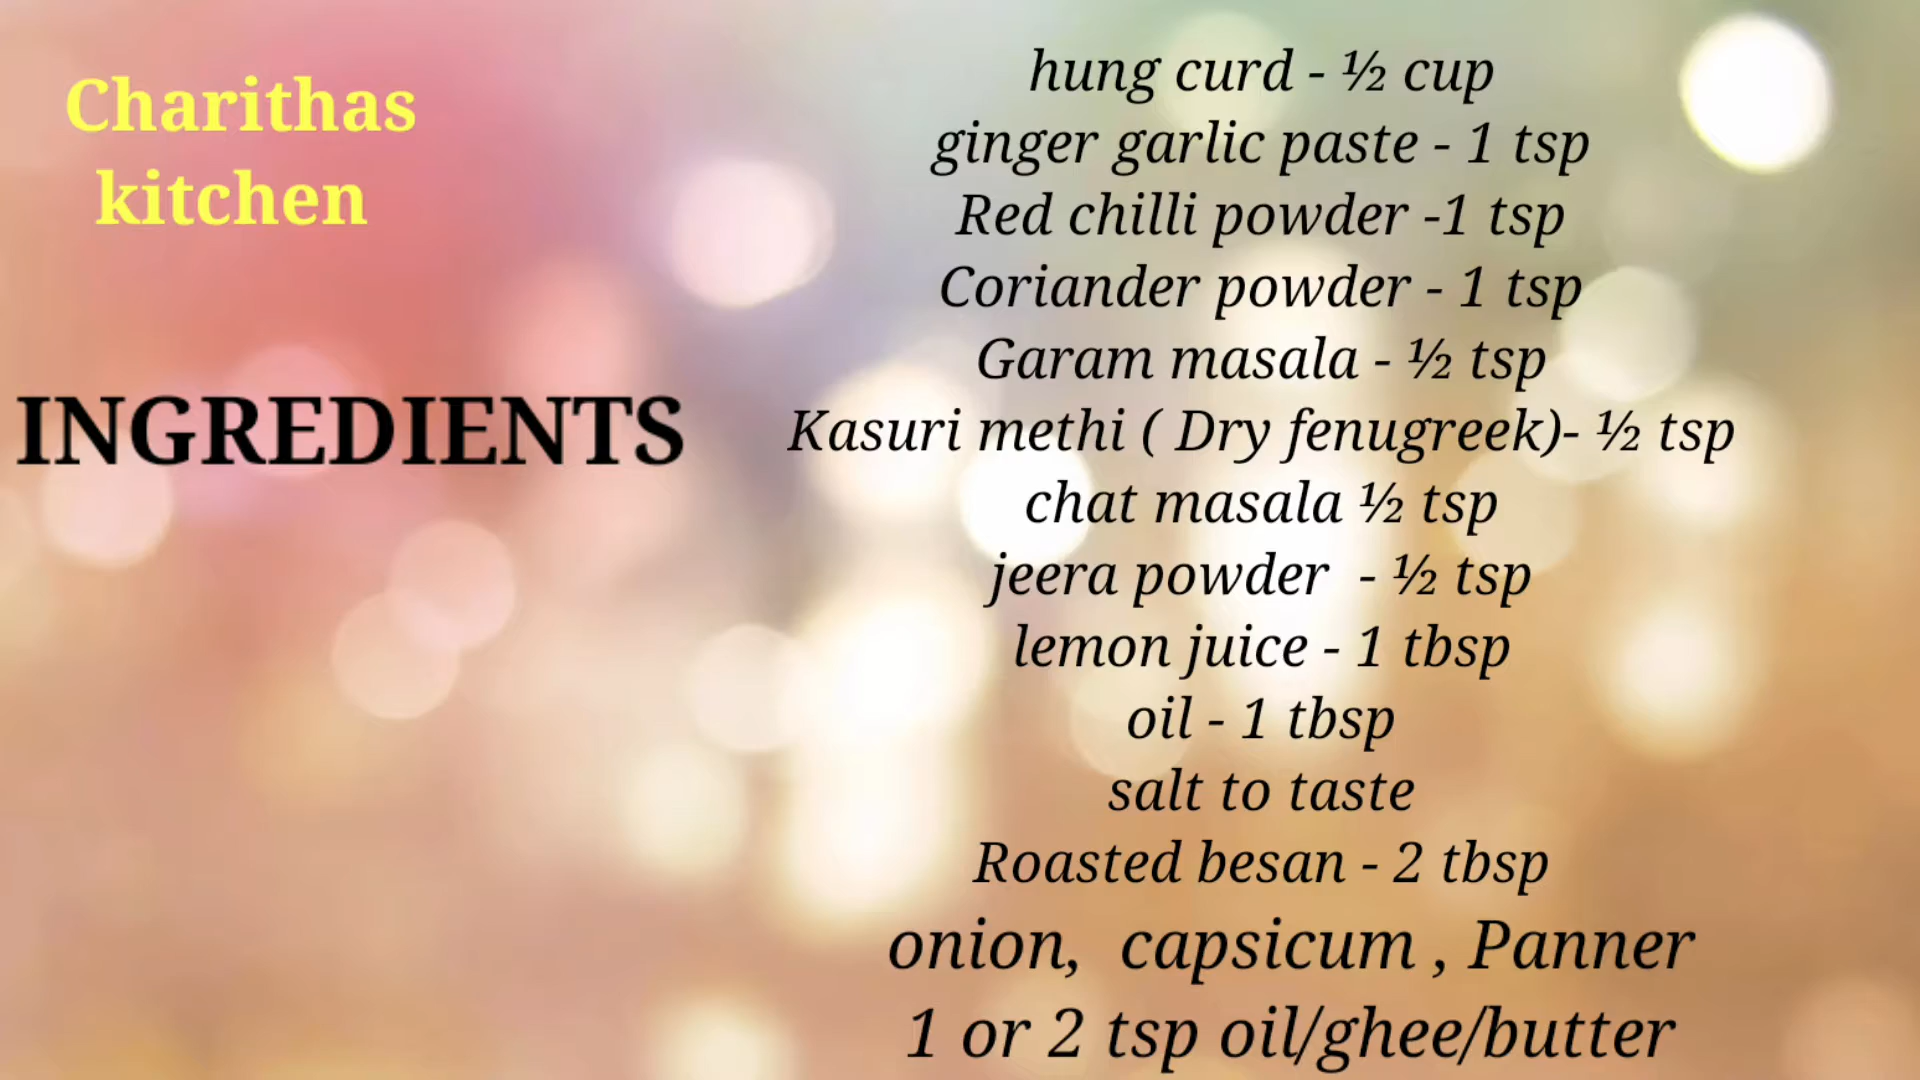 Charithas
kitchen
INGREDIENTS
hung curd - ½ cup
ginger garlic paste - 1 tsp
Red chilli powder -1 tsp
Coriander powder - 1 tsp
Garam masala - ½ tsp
Kasuri methi ( Dry fenugreek)- ½ tsp
chat masala ½ tsp
jeera powder  - ½ tsp
lemon juice - 1 tbsp
oil - 1 tbsp
salt to taste
Roasted besan - 2 tbsp
onion,  capsicum , Panner
1 or 2 tsp oil/ghee/butter